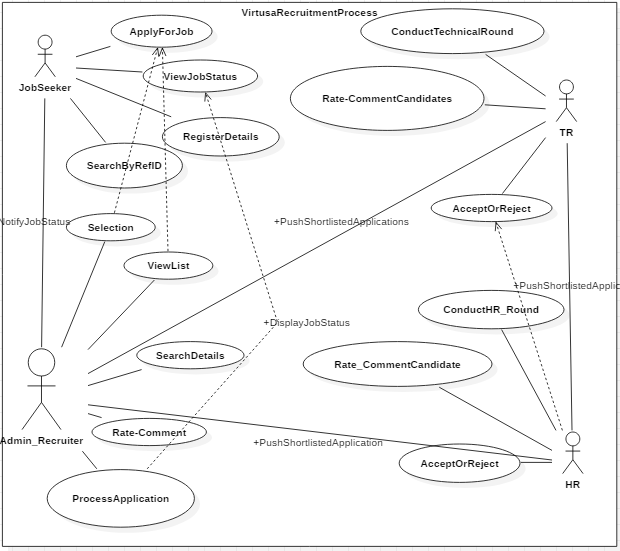 VirtusaRecruitmentProcess
ApplyForJob
ConductTechnicalRound
JobSeeker
ViewJobStatus
Rate-CommentCandidates
RegisterDetails
TR
SearchByRefID
AcceptOrReject
NotifyJobStatus
Selection
+PushShortlistedApplications
ViewList
+PushShortlistedApplic
ConductHR_Round
+DisplayJobStatus
SearchDetails
Rate_CommentCandidate
Rate-Comment
Admin_Recruiter
+PushShortlistedApplication
AcceptOrReject
HR
ProcessApplication